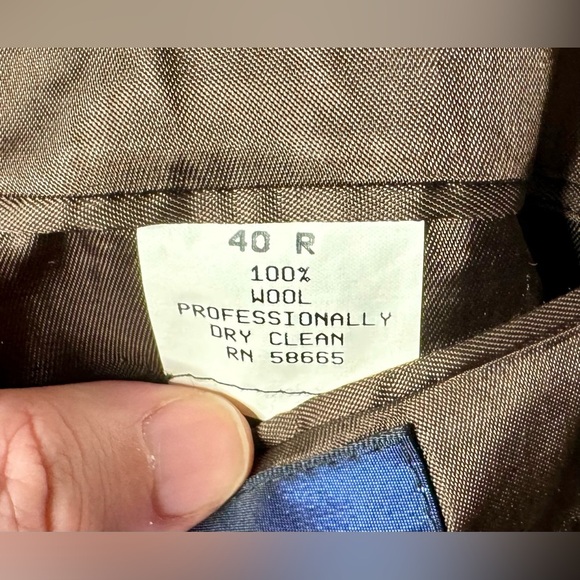 40 R
100%
WOOL
PROFESSIONALLY
DRY CLEAN
RN 58665